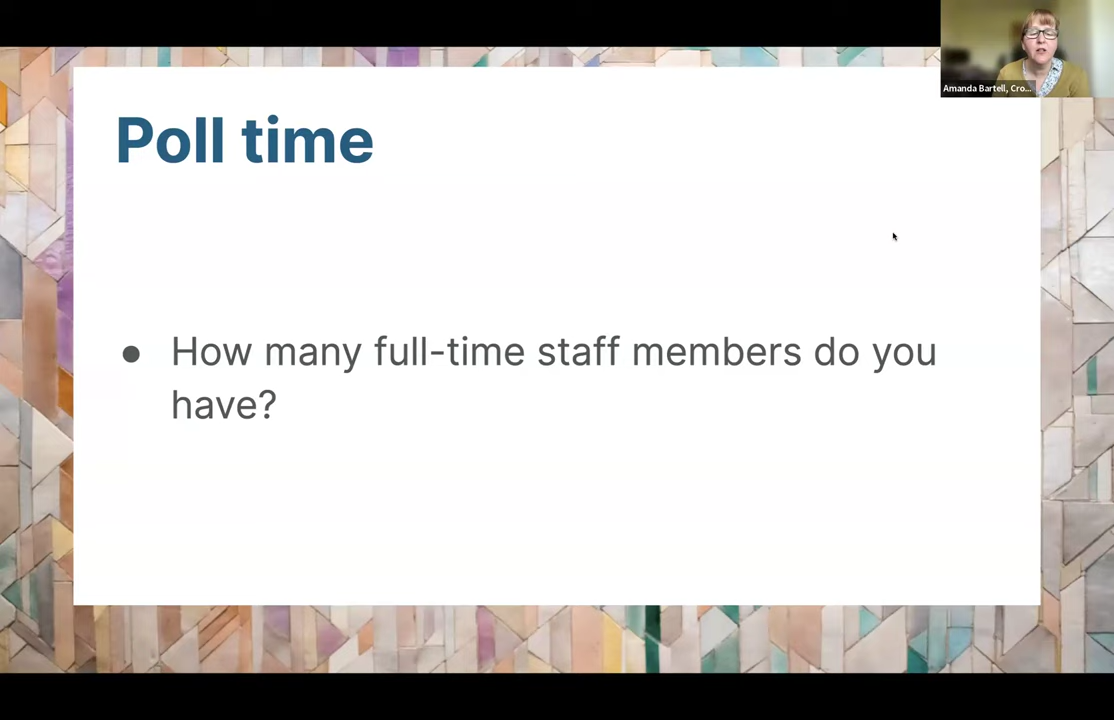 Amanda Bartell, Cro...
Poll time
● How many full-time staff members do you
have?